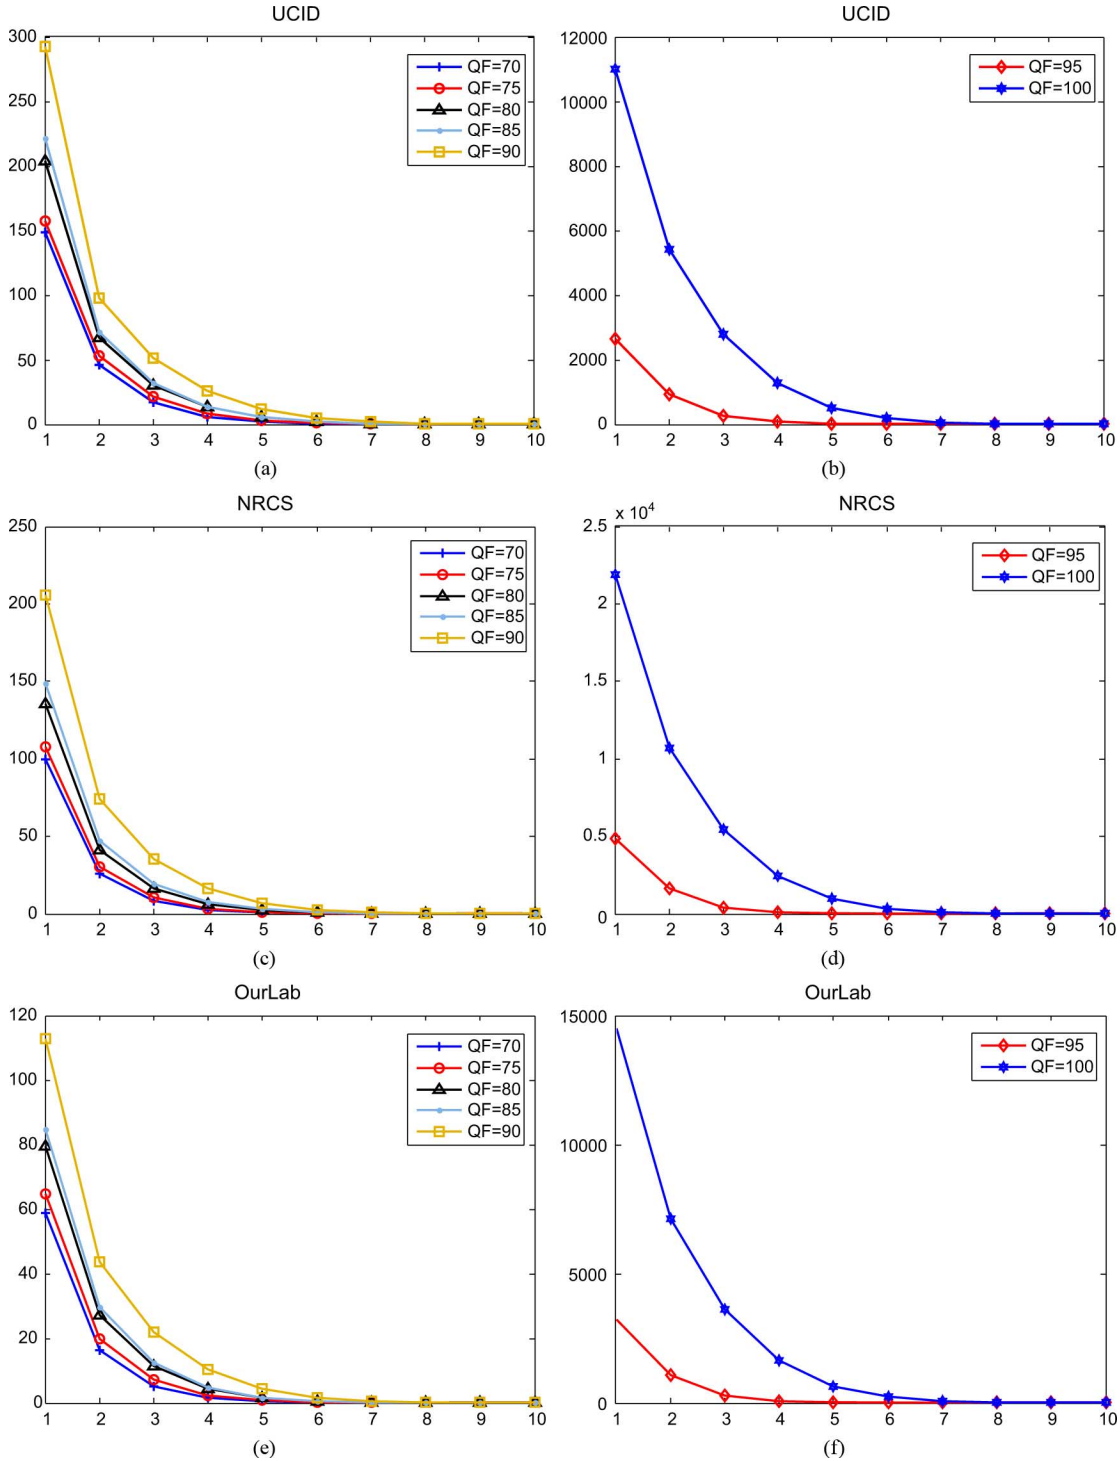 UCID
300
250
200
150
100
50
0
1 2 3 4 5 6 7 8 9 10
QF=70
QF=75
QF=80
QF=85
QF=90
(a)
UCID
12000
10000
8000
6000
4000
2000
0
1 2 3 4 5 6 7 8 9 10
QF=95
QF=100
(b)
NRCS
250
200
150
100
50
0
1 2 3 4 5 6 7 8 9 10
QF=70
QF=75
QF=80
QF=85
QF=90
(c)
NRCS
x 10⁴
2.5
2
1.5
1
0.5
0
1 2 3 4 5 6 7 8 9 10
QF=95
QF=100
(d)
OurLab
120
100
80
60
40
20
0
1 2 3 4 5 6 7 8 9 10
QF=70
QF=75
QF=80
QF=85
QF=90
(e)
OurLab
15000
10000
5000
0
1 2 3 4 5 6 7 8 9 10
QF=95
QF=100
(f)